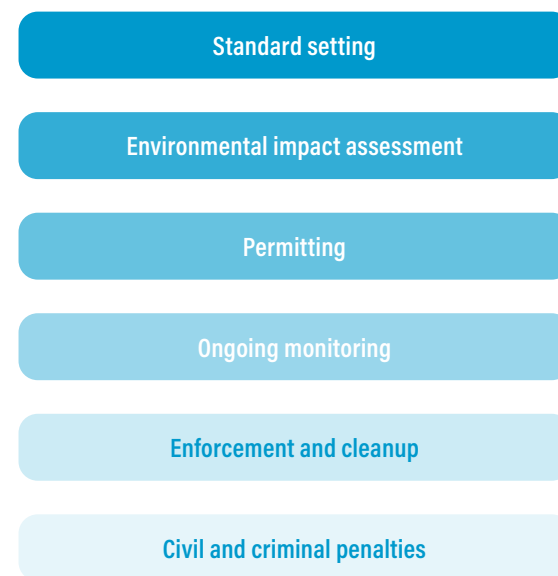 Standard setting
Environmental impact assessment
Permitting
Ongoing monitoring
Enforcement and cleanup
Civil and criminal penalties